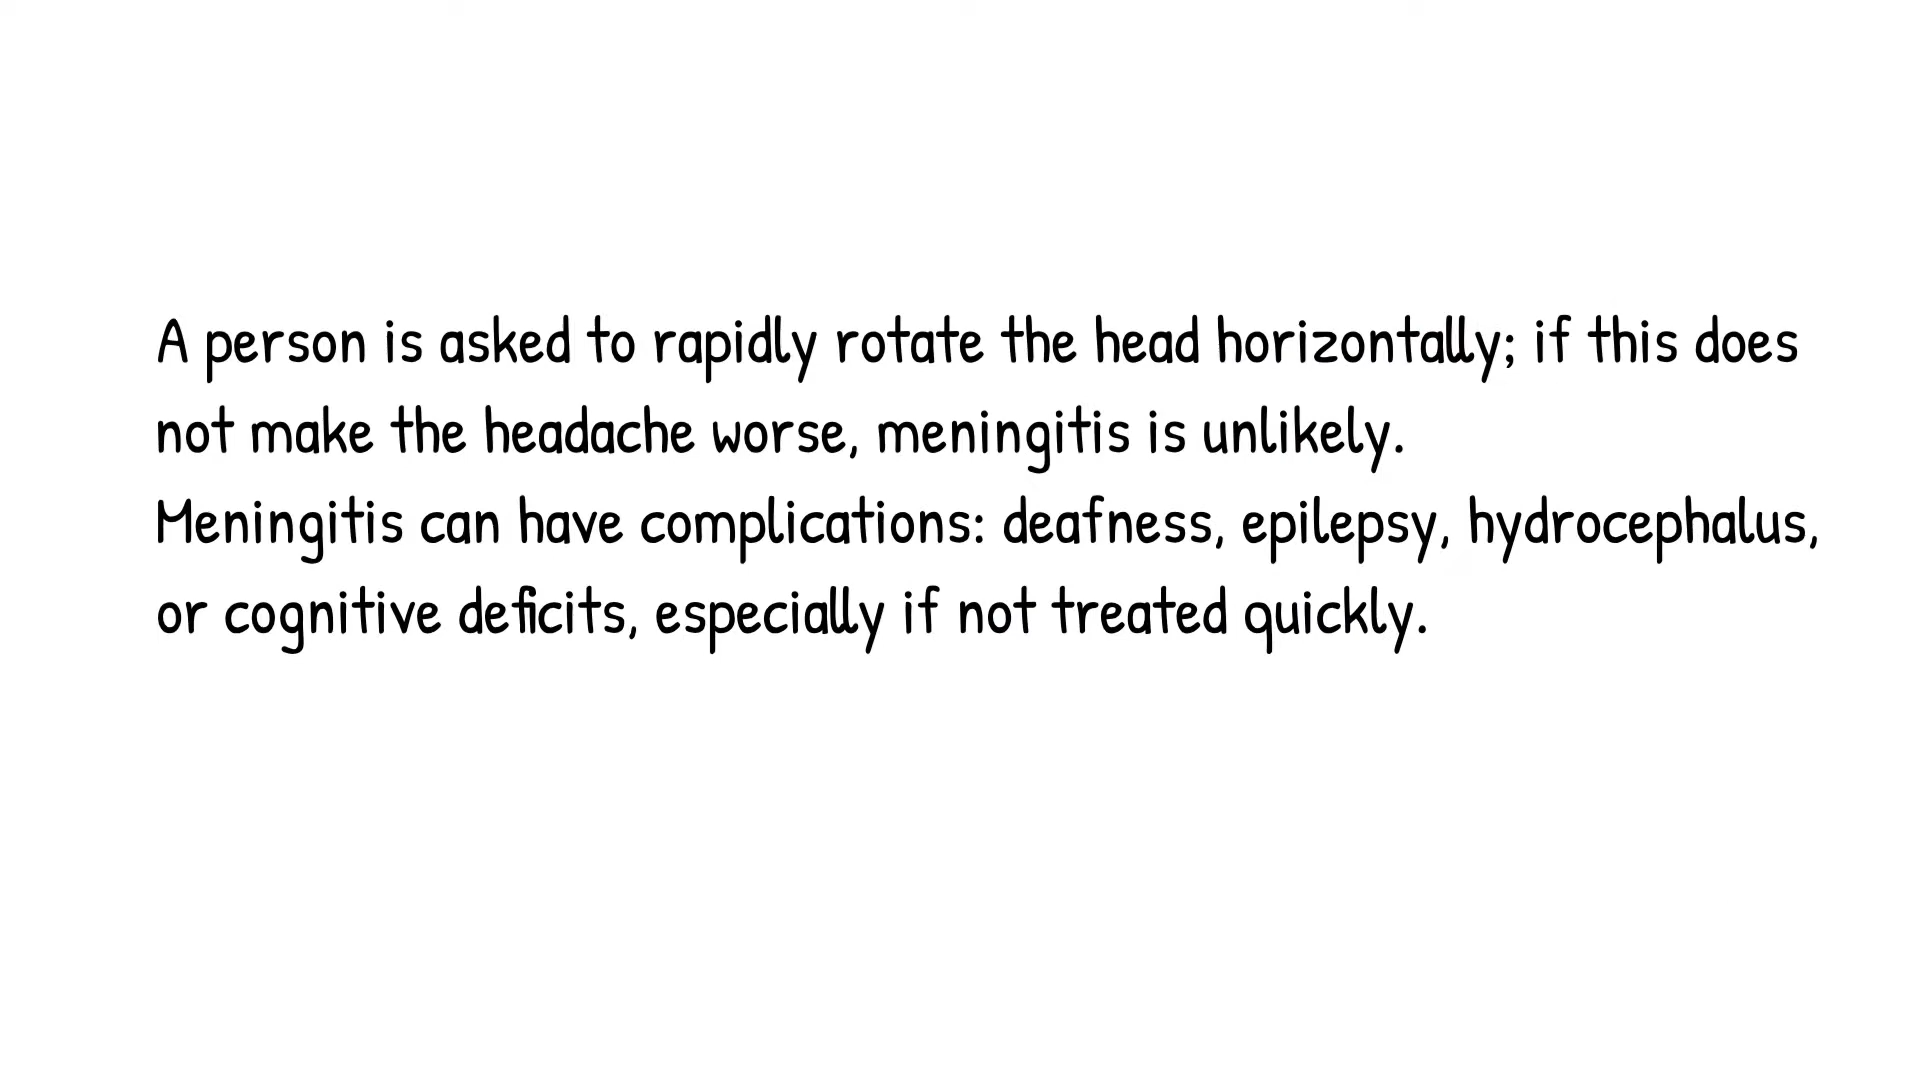 A person is asked to rapidly rotate the head horizontally; if this does
not make the headache worse, meningitis is unlikely.
Meningitis can have complications: deafness, epilepsy, hydrocephalus,
or cognitive deficits, especially if not treated quickly.